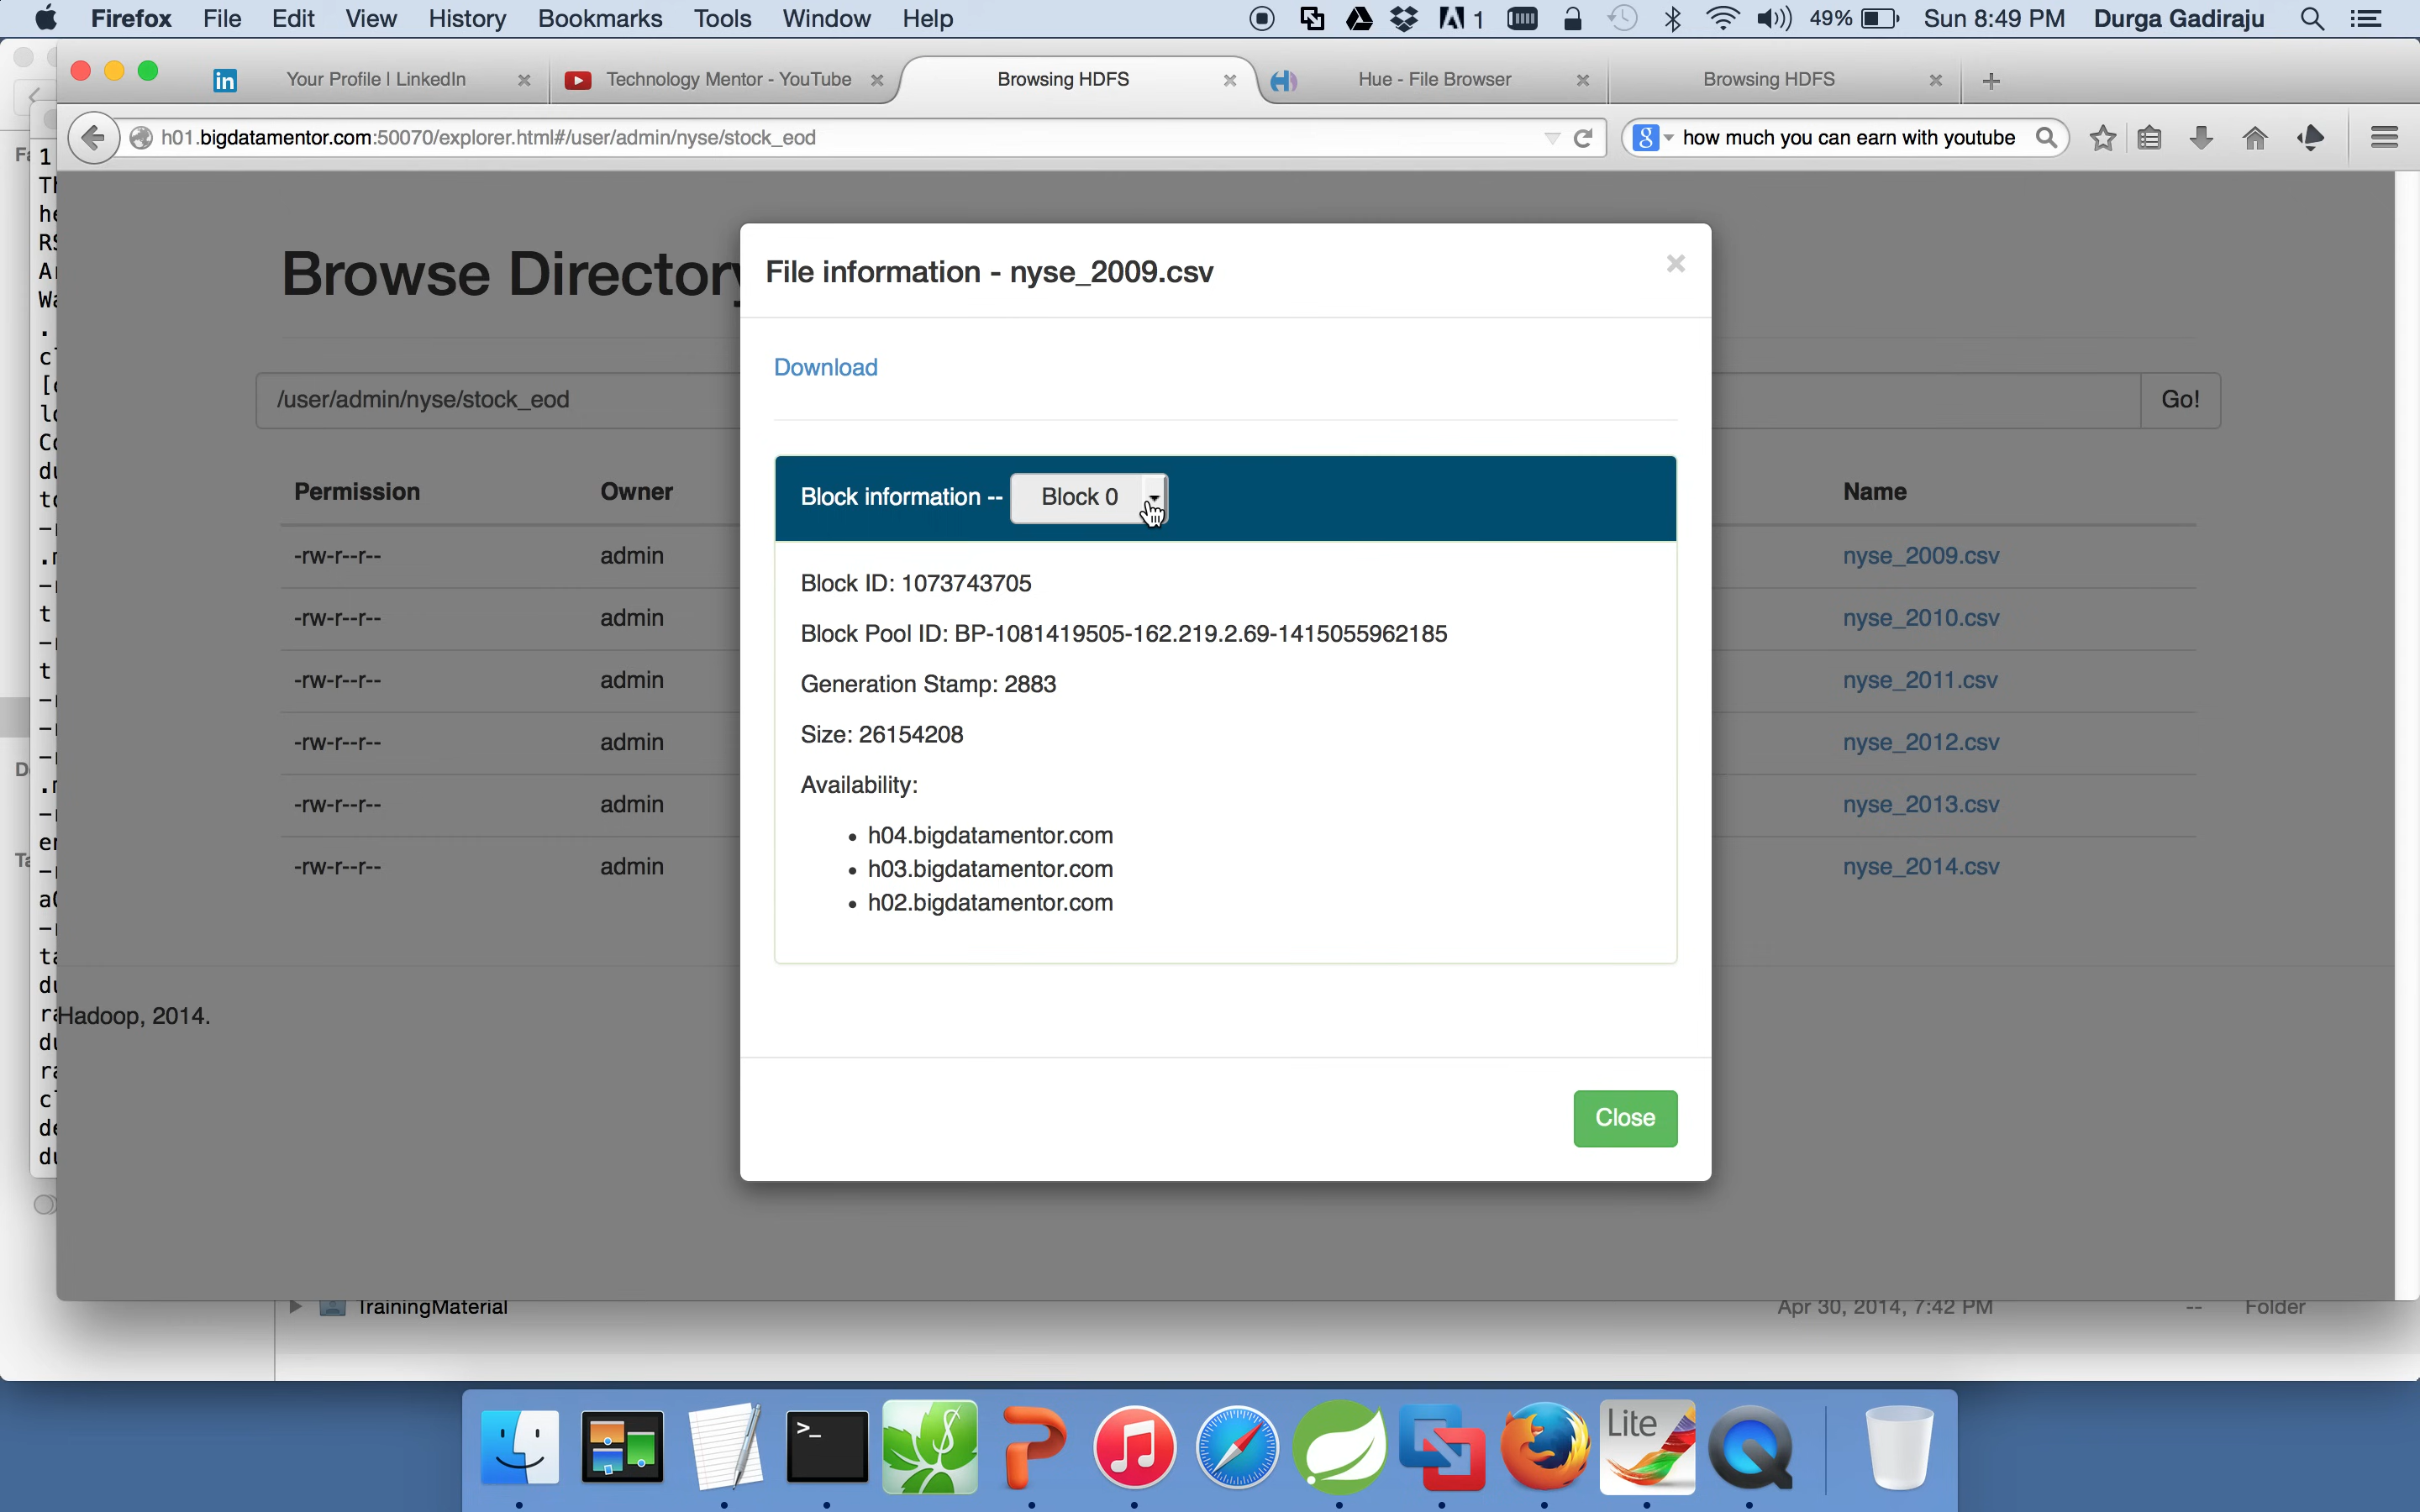 Firefox File Edit View History Bookmarks Tools Window Help 1 49% Sun 8:49 PM Durga Gadiraju
in Your Profile | LinkedIn Technology Mentor - YouTube Browsing HDFS Hue - File Browser Browsing HDFS
h01.bigdatamentor.com:50070/explorer.html#/user/admin/nyse/stock_eod how much you can earn with youtube
Browse Directory
File information - nyse_2009.csv
Download
/user/admin/nyse/stock_eod Go!
Block information -- Block 0
Permission Owner Name
-rw-r--r-- admin nyse_2009.csv
-rw-r--r-- admin nyse_2010.csv
-rw-r--r-- admin nyse_2011.csv
-rw-r--r-- admin nyse_2012.csv
-rw-r--r-- admin nyse_2013.csv
-rw-r--r-- admin nyse_2014.csv
Block ID: 1073743705
Block Pool ID: BP-1081419505-162.219.2.69-1415055962185
Generation Stamp: 2883
Size: 26154208
Availability:
h04.bigdatamentor.com
h03.bigdatamentor.com
h02.bigdatamentor.com
Hadoop, 2014.
Close
TrainingMaterial Apr 30, 2014, 7:42 PM -- Folder
Lite